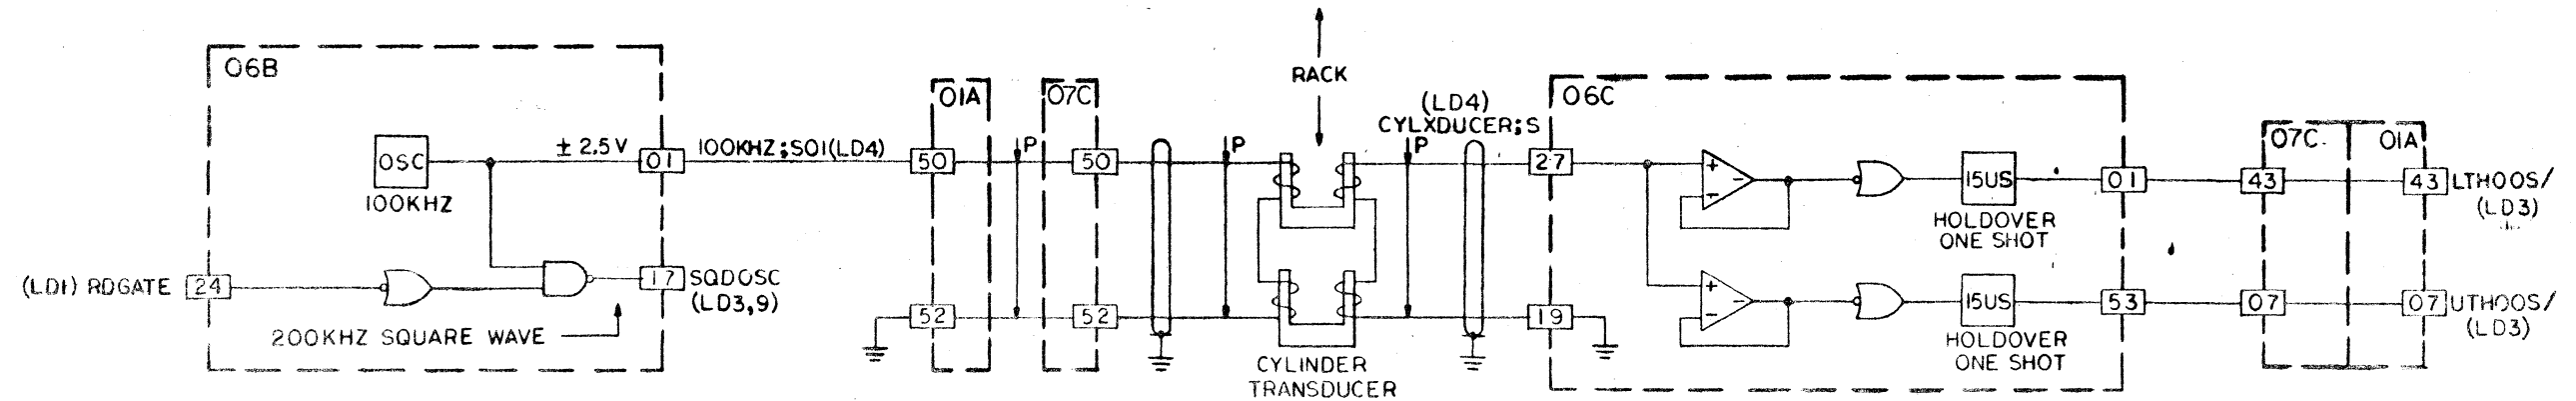 06B
OSC
100KHZ
± 2.5 V
01
100KHZ;S01(LD4)
(LD1) RDGATE
24
17
SQDOSC
(LD3,9)
200KHZ SQUARE WAVE
01A
50
52
P
07C
50
52
P
RACK
CYLINDER
TRANSDUCER
(LD4)
CYLXDUCER;S
P
06C
27
19
+
-
-
+
-
-
15US
HOLDOVER
ONE SHOT
15US
HOLDOVER
ONE SHOT
01
53
07C
01A
43
43
LTH00S/
(LD3)
07
07
UTH00S/
(LD3)